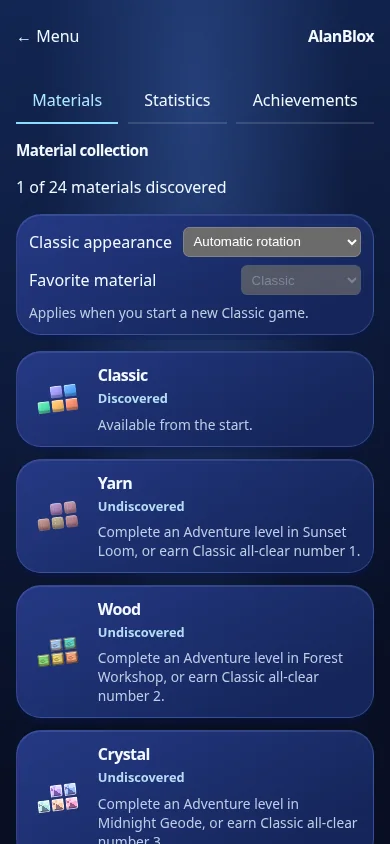 ← Menu
AlanBlox
Materials
Statistics
Achievements
Material collection
1 of 24 materials discovered
Classic appearance
Automatic rotation
Favorite material
Classic
Applies when you start a new Classic game.
Classic
Discovered
Available from the start.
Yarn
Undiscovered
Complete an Adventure level in Sunset
Loom, or earn Classic all-clear number 1.
Wood
Undiscovered
Complete an Adventure level in Forest
Workshop, or earn Classic all-clear
number 2.
Crystal
Undiscovered
Complete an Adventure level in
Midnight Geode, or earn Classic all-clear
number 3.